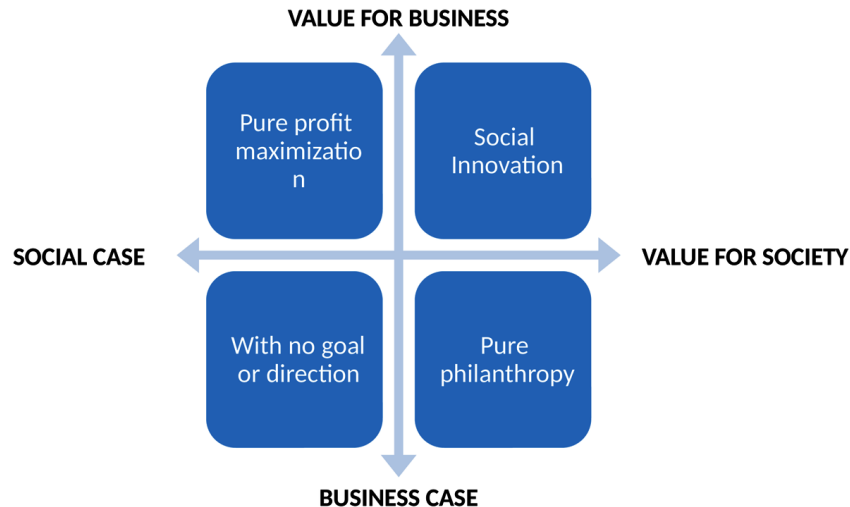 VALUE FOR BUSINESS
Pure profit
maximizatio
n
Social
Innovation
SOCIAL CASE
VALUE FOR SOCIETY
With no goal
or direction
Pure
philanthropy
BUSINESS CASE